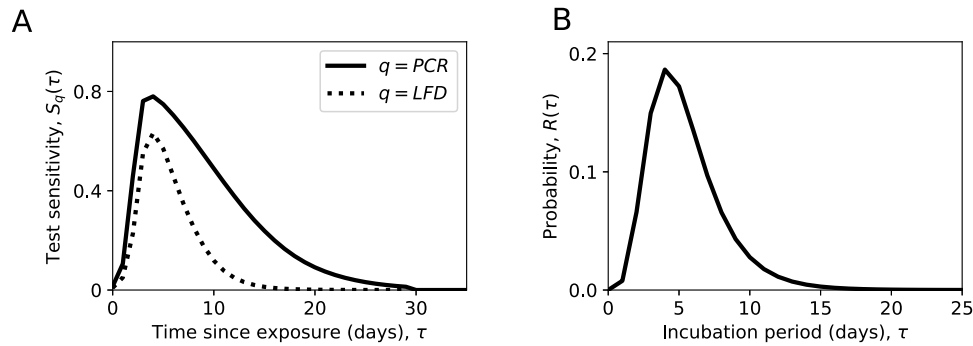 A
Test sensitivity, S_q(τ)
0.8
0.4
0
0
10
20
30
Time since exposure (days), τ
q = PCR
q = LFD
B
Probability, R(τ)
0.2
0.1
0.0
0
5
10
15
20
25
Incubation period (days), τ